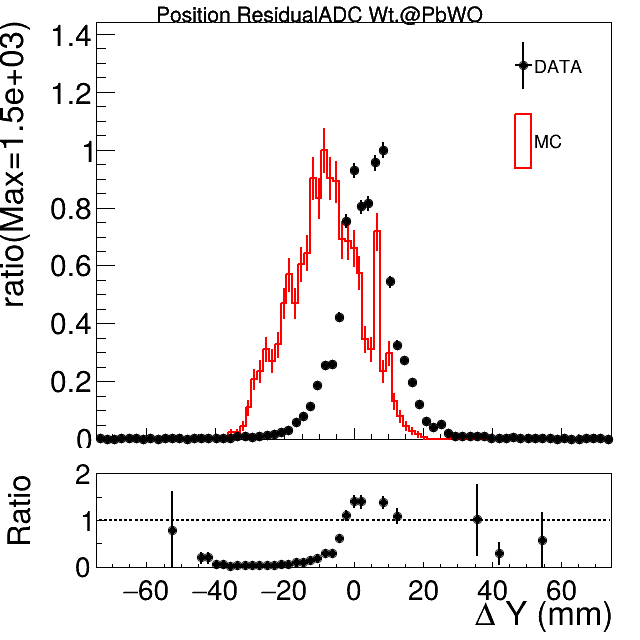 Position ResidualADC Wt.@PbWO
ratio(Max=1.5e+03)
1.4
1.2
1
0.8
0.6
0.4
0.2
0
DATA
MC
Ratio
2
1
0
−60 −40 −20 0 20 40 60
Δ Y (mm)